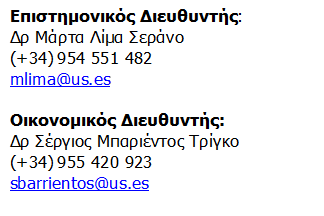 Επιστημονικός Διευθυντής:
Δρ Μάρτα Λίμα Σεράνο
(+34) 954 551 482
mlima@us.es
Οικονομικός Διευθυντής:
Δρ Σέργιος Μπαριέντος Τρίγκο
(+34) 955 420 923
sbarrientos@us.es